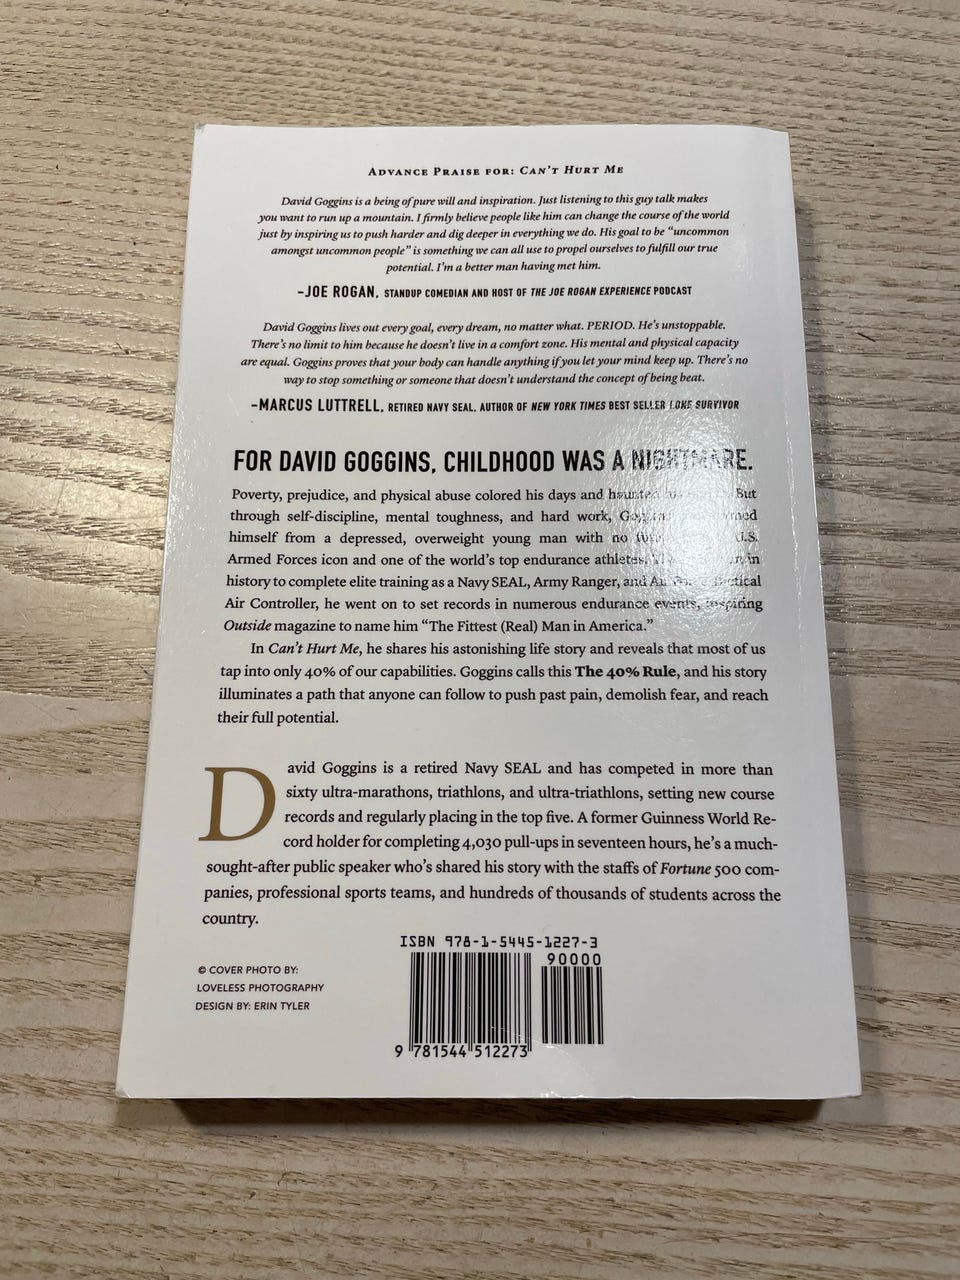 ADVANCE PRAISE FOR: CAN'T HURT ME
David Goggins is a being of pure will and inspiration. Just listening to this guy talk makes
you want to run up a mountain. I firmly believe people like him can change the course of the world
just by inspiring us to push harder and dig deeper in everything we do. His goal to be "uncommon
amongst uncommon people" is something we can all use to propel ourselves to fulfill our true
potential. I'm a better man having met him.
–JOE ROGAN, STANDUP COMEDIAN AND HOST OF THE JOE ROGAN EXPERIENCE PODCAST
David Goggins lives out every goal, every dream, no matter what. PERIOD. He's unstoppable.
There's no limit to him because he doesn't live in a comfort zone. His mental and physical capacity
are equal. Goggins proves that your body can handle anything if you let your mind keep up. There's no
way to stop something or someone that doesn't understand the concept of being beat.
–MARCUS LUTTRELL, RETIRED NAVY SEAL, AUTHOR OF NEW YORK TIMES BEST SELLER LONE SURVIVOR
FOR DAVID GOGGINS, CHILDHOOD WAS A NIGHTMARE.
Poverty, prejudice, and physical abuse colored his days and haunted But
through self-discipline, mental toughness, and hard work, Goggins
himself from a depressed, overweight young man with no U.S.
Armed Forces icon and one of the world's top endurance athletes. in
history to complete elite training as a Navy SEAL, Army Ranger, and Air Force Tactical
Air Controller, he went on to set records in numerous endurance events, inspiring
Outside magazine to name him "The Fittest (Real) Man in America."
In Can't Hurt Me, he shares his astonishing life story and reveals that most of us
tap into only 40% of our capabilities. Goggins calls this The 40% Rule, and his story
illuminates a path that anyone can follow to push past pain, demolish fear, and reach
their full potential.
David Goggins is a retired Navy SEAL and has competed in more than
sixty ultra-marathons, triathlons, and ultra-triathlons, setting new course
records and regularly placing in the top five. A former Guinness World Re-
cord holder for completing 4,030 pull-ups in seventeen hours, he's a much-
sought-after public speaker who's shared his story with the staffs of Fortune 500 com-
panies, professional sports teams, and hundreds of thousands of students across the
country.
ISBN 978-1-5445-1227-3
90000
9 781544 512273
© COVER PHOTO BY:
LOVELESS PHOTOGRAPHY
DESIGN BY: ERIN TYLER